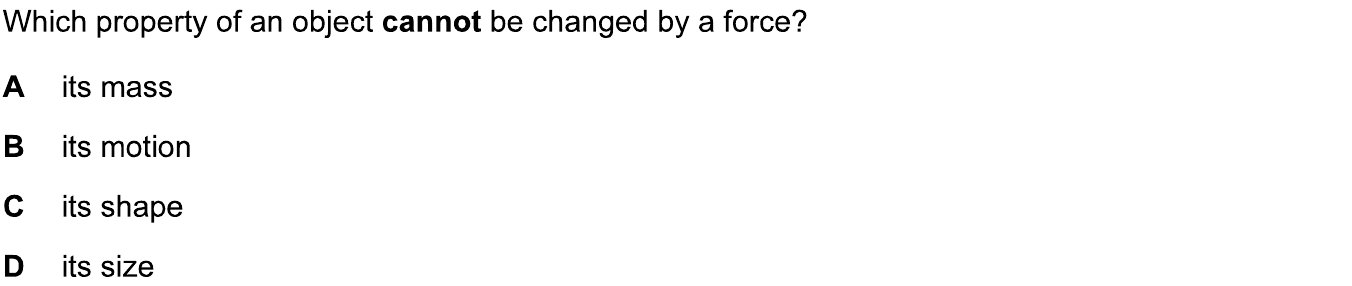 Which property of an object cannot be changed by a force?
A its mass
B its motion
C its shape
D its size